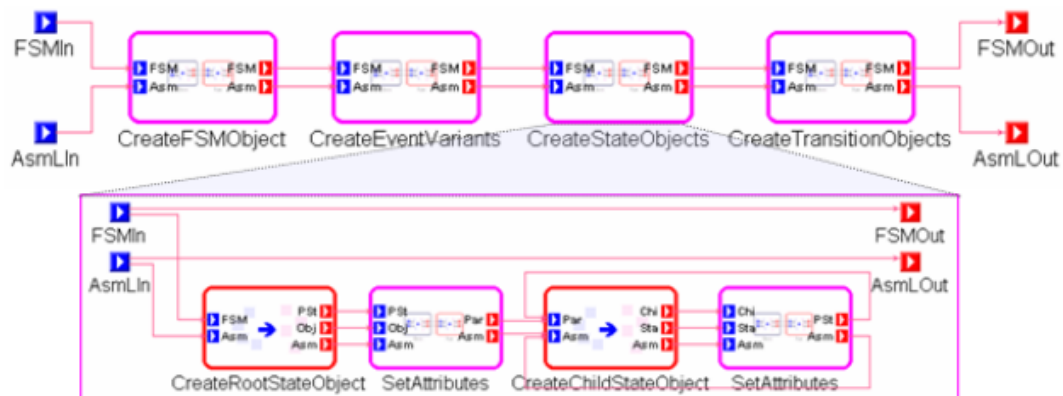 FSMIn
AsmLIn
FSM FSM
Asm Asm
CreateFSMObject
FSM FSM
Asm Asm
CreateEventVariants
FSM FSM
Asm Asm
CreateStateObjects
FSM FSM
Asm Asm
CreateTransitionObjects
FSMOut
AsmLOut
FSMIn
AsmLIn
FSMOut
AsmLOut
FSM PSt
Obj
Asm Asm
CreateRootStateObject
PSt
Obj Par
Asm Asm
SetAttributes
Par Chi
Sta
Asm Asm
CreateChildStateObject
Chi
Sta PSt
Asm Asm
SetAttributes